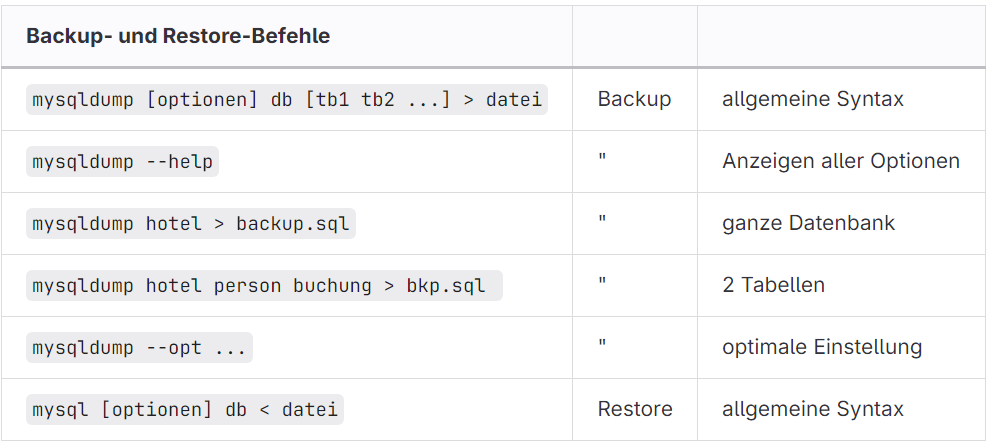 Backup- und Restore-Befehle
mysqldump [optionen] db [tb1 tb2 ...] > datei Backup allgemeine Syntax
mysqldump --help " Anzeigen aller Optionen
mysqldump hotel > backup.sql " ganze Datenbank
mysqldump hotel person buchung > bkp.sql " 2 Tabellen
mysqldump --opt ... " optimale Einstellung
mysql [optionen] db < datei Restore allgemeine Syntax